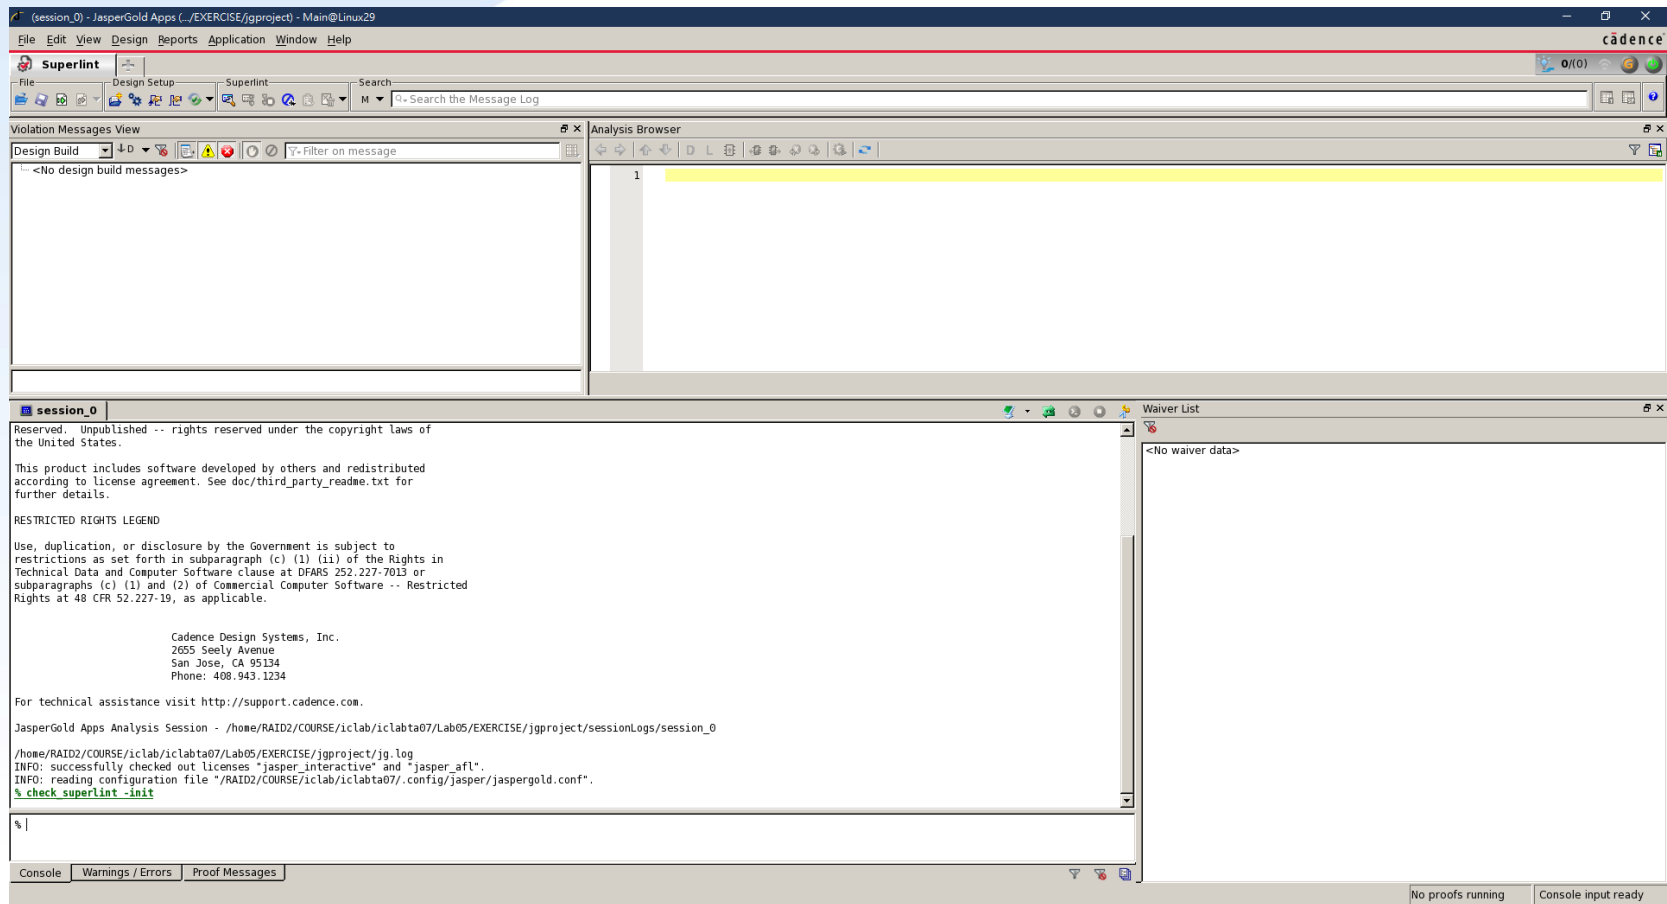 (session_0) - JasperGold Apps (.../EXERCISE/jgproject) - Main@Linux29
File Edit View Design Reports Application Window Help
cādence
Superlint
0/(0)
File Design Setup Superlint Search
M
Search the Message Log
Violation Messages View
Analysis Browser
Design Build
D
Filter on message
D L
<No design build messages>
1
session_0
Waiver List
<No waiver data>
Reserved. Unpublished -- rights reserved under the copyright laws of
the United States.
This product includes software developed by others and redistributed
according to license agreement. See doc/third_party_readme.txt for
further details.
RESTRICTED RIGHTS LEGEND
Use, duplication, or disclosure by the Government is subject to
restrictions as set forth in subparagraph (c) (1) (ii) of the Rights in
Technical Data and Computer Software clause at DFARS 252.227-7013 or
subparagraphs (c) (1) and (2) of Commercial Computer Software -- Restricted
Rights at 48 CFR 52.227-19, as applicable.
Cadence Design Systems, Inc.
2655 Seely Avenue
San Jose, CA 95134
Phone: 408.943.1234
For technical assistance visit http://support.cadence.com.
JasperGold Apps Analysis Session - /home/RAID2/COURSE/iclab/iclabta07/Lab05/EXERCISE/jgproject/sessionLogs/session_0
/home/RAID2/COURSE/iclab/iclabta07/Lab05/EXERCISE/jgproject/jg.log
INFO: successfully checked out licenses "jasper_interactive" and "jasper_afl".
INFO: reading configuration file "/RAID2/COURSE/iclab/iclabta07/.config/jasper/jaspergold.conf".
% check_superlint -init
%
Console Warnings / Errors Proof Messages
No proofs running Console input ready